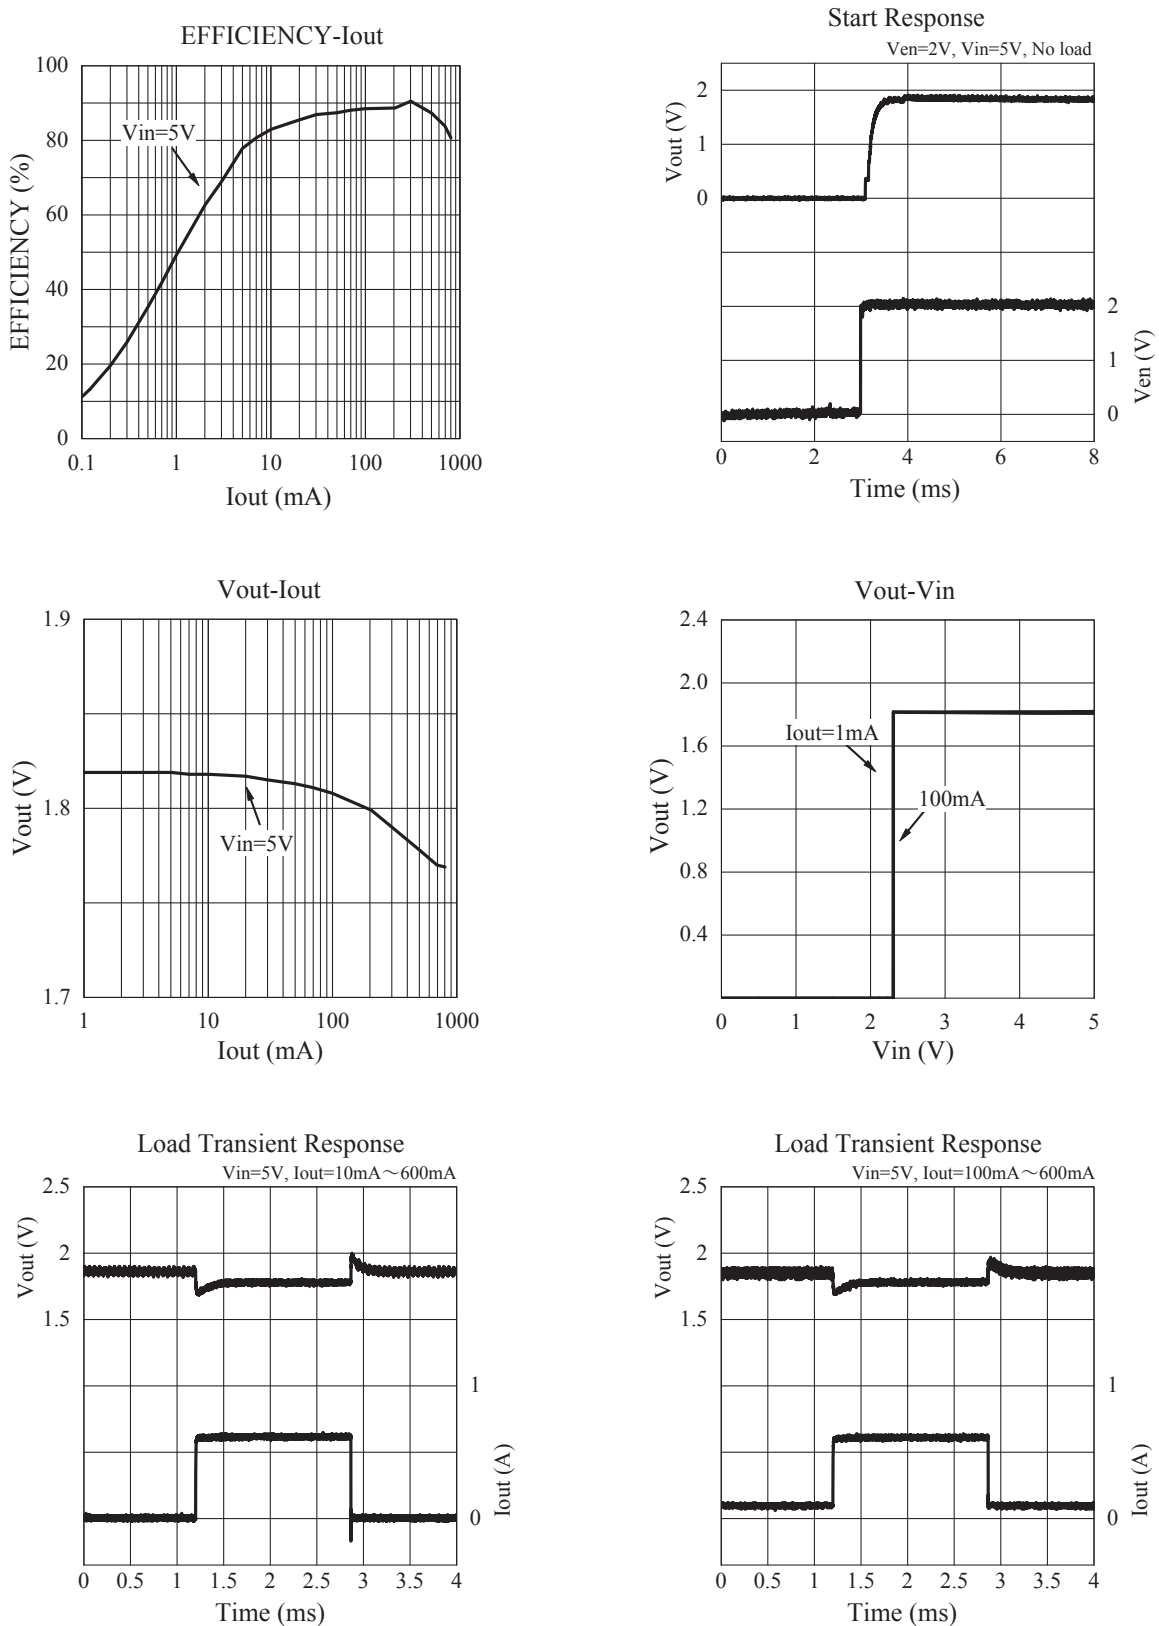 EFFICIENCY-Iout
100
80
60
40
20
0
EFFICIENCY (%)
Vin=5V
0.1 1 10 100 1000
Iout (mA)
Start Response
Ven=2V, Vin=5V, No load
2
1
0
Vout (V)
2
1
0
Ven (V)
0 2 4 6 8
Time (ms)
Vout-Iout
1.9
1.8
1.7
Vout (V)
Vin=5V
1 10 100 1000
Iout (mA)
Vout-Vin
2.4
2.0
1.6
1.2
0.8
0.4
Vout (V)
Iout=1mA
100mA
0 1 2 3 4 5
Vin (V)
Load Transient Response
Vin=5V, Iout=10mA～600mA
2.5
2
1.5
Vout (V)
1
0
Iout (A)
0 0.5 1 1.5 2 2.5 3 3.5 4
Time (ms)
Load Transient Response
Vin=5V, Iout=100mA～600mA
2.5
2
1.5
Vout (V)
1
0
Iout (A)
0 0.5 1 1.5 2 2.5 3 3.5 4
Time (ms)